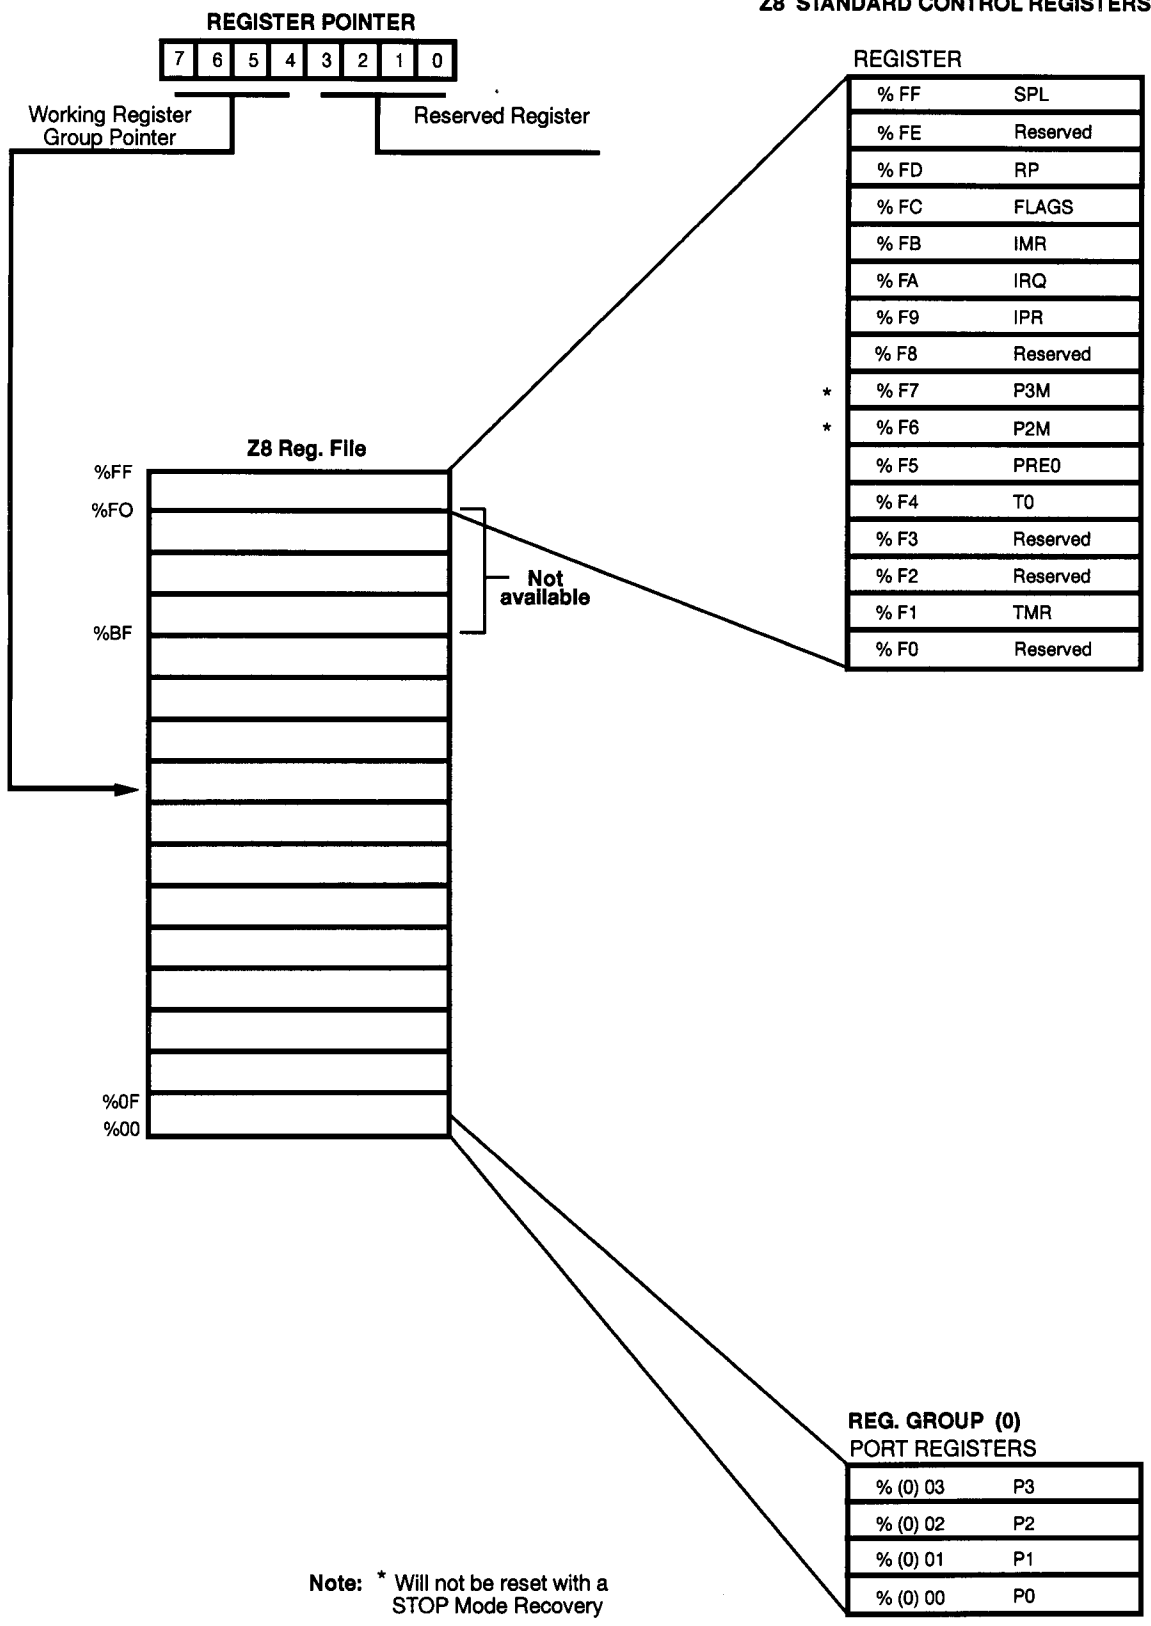 Z8 STANDARD CONTROL REGISTERS
REGISTER POINTER
7 6 5 4 3 2 1 0
Working Register
Group Pointer
Reserved Register
REGISTER
% FF SPL
% FE Reserved
% FD RP
% FC FLAGS
% FB IMR
% FA IRQ
% F9 IPR
% F8 Reserved
* % F7 P3M
* % F6 P2M
% F5 PRE0
% F4 T0
% F3 Reserved
% F2 Reserved
% F1 TMR
% F0 Reserved
Z8 Reg. File
%FF
%FO
Not
available
%BF
%0F
%00
REG. GROUP (0)
PORT REGISTERS
% (0) 03 P3
% (0) 02 P2
% (0) 01 P1
% (0) 00 P0
Note: * Will not be reset with a
STOP Mode Recovery